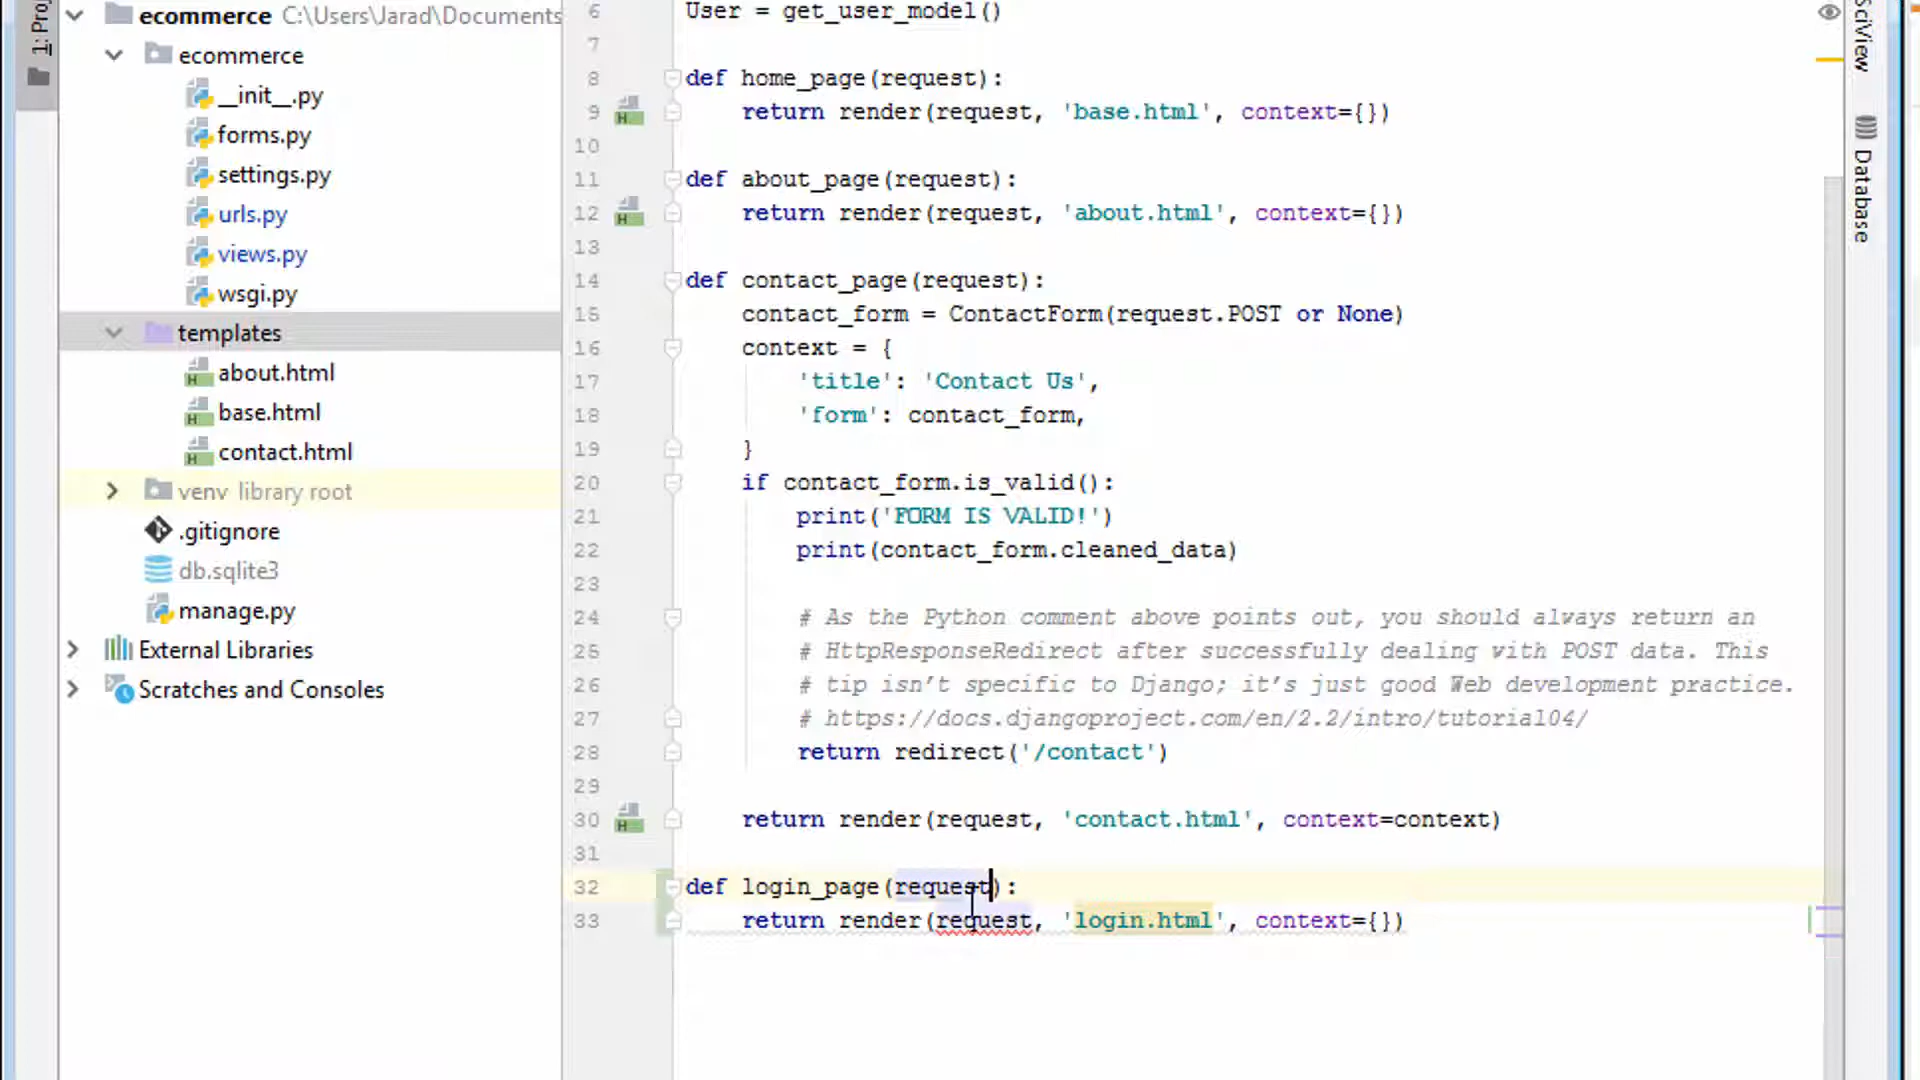 1: Proj
ecommerce C:\Users\Jarad\Documents
ecommerce
__init__.py
forms.py
settings.py
urls.py
views.py
wsgi.py
templates
about.html
base.html
contact.html
venv library root
.gitignore
db.sqlite3
manage.py
External Libraries
Scratches and Consoles
6 User = get_user_model()
7
8 def home_page(request):
9 return render(request, 'base.html', context={})
10
11 def about_page(request):
12 return render(request, 'about.html', context={})
13
14 def contact_page(request):
15 contact_form = ContactForm(request.POST or None)
16 context = {
17 'title': 'Contact Us',
18 'form': contact_form,
19 }
20 if contact_form.is_valid():
21 print('FORM IS VALID!')
22 print(contact_form.cleaned_data)
23
24 # As the Python comment above points out, you should always return an
25 # HttpResponseRedirect after successfully dealing with POST data. This
26 # tip isn't specific to Django; it's just good Web development practice.
27 # https://docs.djangoproject.com/en/2.2/intro/tutorial04/
28 return redirect('/contact')
29
30 return render(request, 'contact.html', context=context)
31
32 def login_page(request):
33 return render(request, 'login.html', context={})
SciView
Database